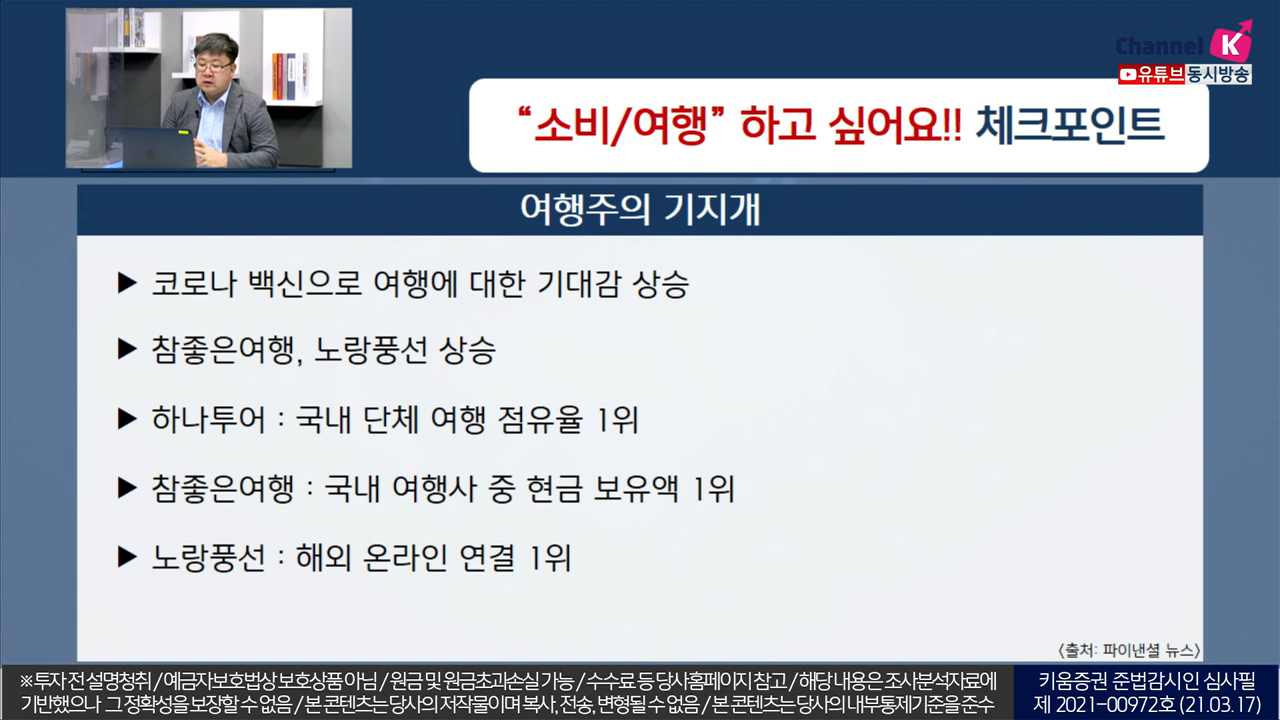 Channel K
유튜브 동시방송
“소비/여행” 하고 싶어요!! 체크포인트
여행주의 기지개
▶ 코로나 백신으로 여행에 대한 기대감 상승
▶ 참좋은여행, 노랑풍선 상승
▶ 하나투어 : 국내 단체 여행 점유율 1위
▶ 참좋은여행 : 국내 여행사 중 현금 보유액 1위
▶ 노랑풍선 : 해외 온라인 연결 1위
<출처: 파이낸셜 뉴스>
※ 투자 전 설명청취 / 예금자보호법상 보호상품 아님 / 원금 및 원금초과손실 가능 / 수수료 등 당사홈페이지 참고 / 해당 내용은 조사분석자료에
기반했으나 그 정확성을 보장할 수 없음 / 본 콘텐츠는 당사의 저작물이며 복사, 전송, 변형될 수 없음 / 본 콘텐츠는 당사의 내부통제기준을 준수
키움증권 준법감시인 심사필
제 2021-00972호 (21.03.17)